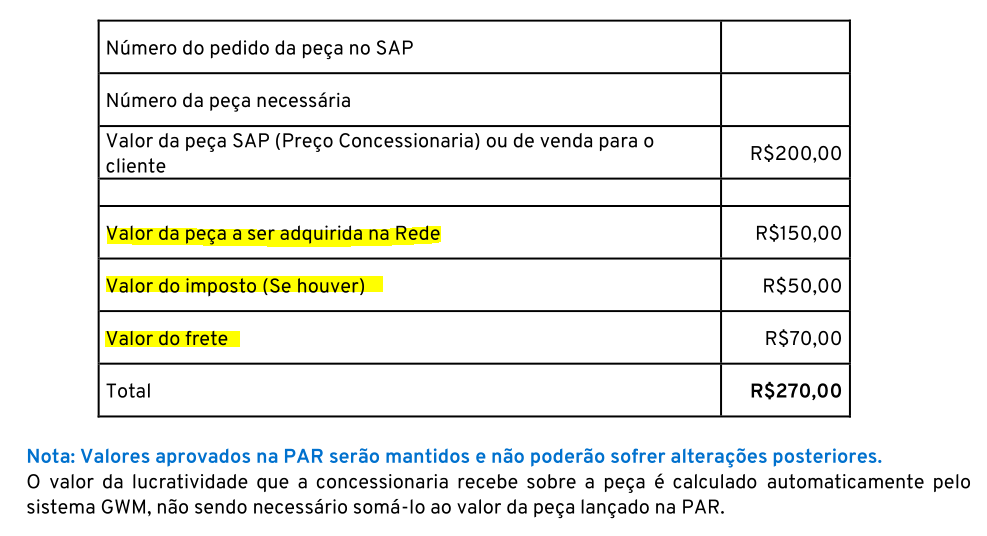 Número do pedido da peça no SAP
Número da peça necessária
Valor da peça SAP (Preço Concessionaria) ou de venda para o
cliente
R$200,00
Valor da peça a ser adquirida na Rede
R$150,00
Valor do imposto (Se houver)
R$50,00
Valor do frete
R$70,00
Total
R$270,00
Nota: Valores aprovados na PAR serão mantidos e não poderão sofrer alterações posteriores.
O valor da lucratividade que a concessionaria recebe sobre a peça é calculado automaticamente pelo
sistema GWM, não sendo necessário somá-lo ao valor da peça lançado na PAR.